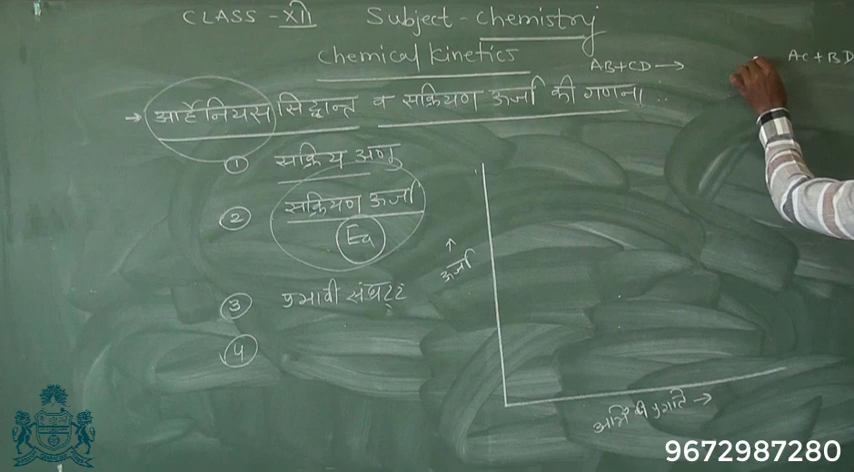 CLASS - XII Subject - Chemistry
Chemical Kinetics
AB+CD → AC+BD
→ आर्हेनियस सिद्धान्त व सक्रियण ऊर्जा की गणना..
① सक्रिय अणु
② सक्रियण ऊर्जा
Ea
③ प्रभावी संघट्ट
④
ऊर्जा →
अभि की प्रगति →
9672987280